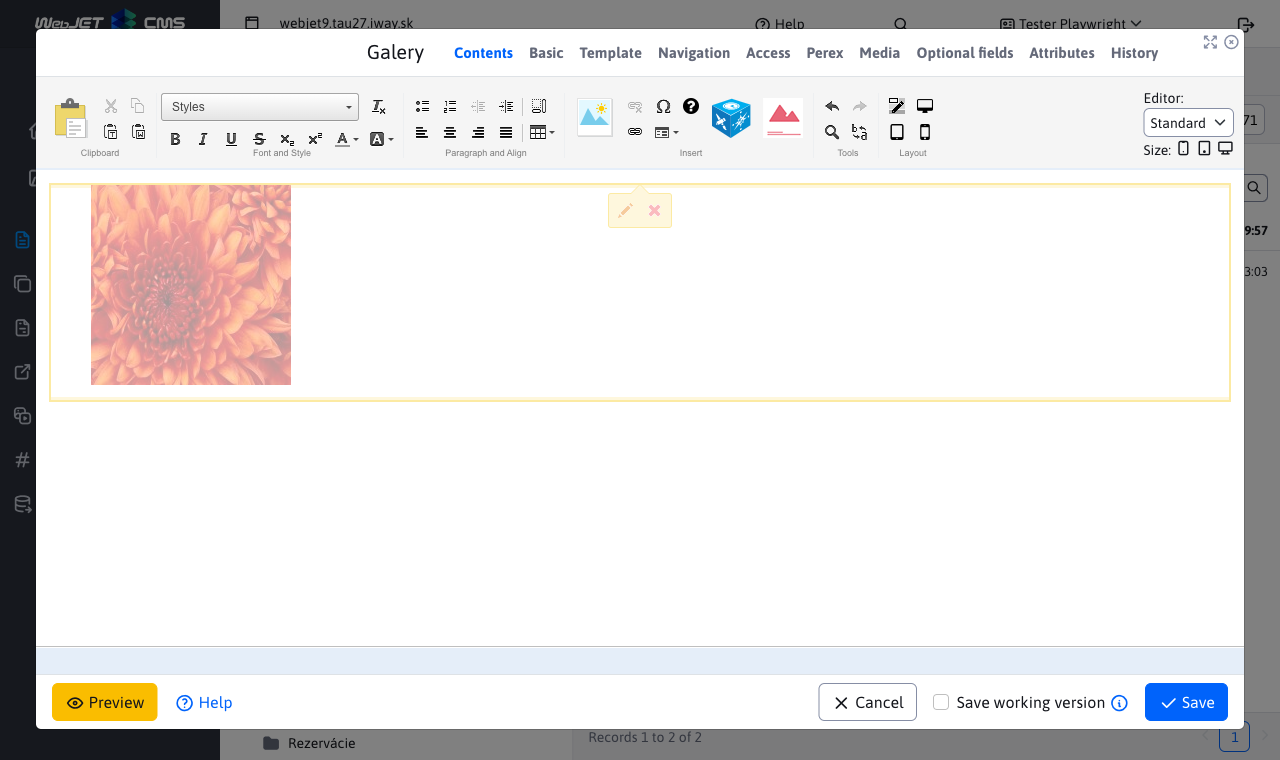 WebJET CMS
webjet9.tau27.iway.sk
Help
Tester Playwright
Galery
Contents
Basic
Template
Navigation
Access
Perex
Media
Optional fields
Attributes
History
Styles
Clipboard
Font and Style
Paragraph and Align
Insert
Tools
Layout
Editor:
Standard
Size:
71
9:57
3:03
Preview
Help
Cancel
Save working version
Save
Rezervácie
Records 1 to 2 of 2
1